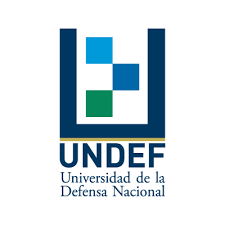 UNDEF
Universidad de la
Defensa Nacional